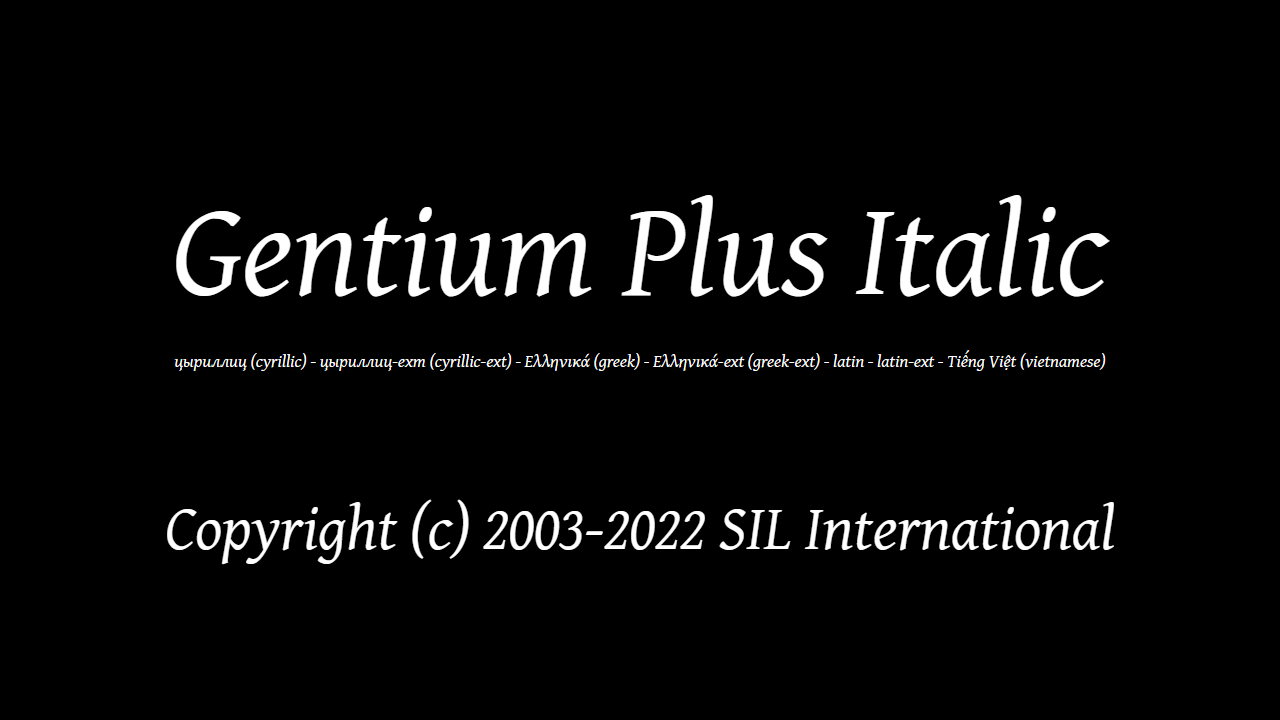 Gentium Plus Italic
цыриллиц (cyrillic) - цыриллиц-ext (cyrillic-ext) - Ελληνικά (greek) - Ελληνικά-ext (greek-ext) - latin - latin-ext - Tiếng Việt (vietnamese)
Copyright (c) 2003-2022 SIL International